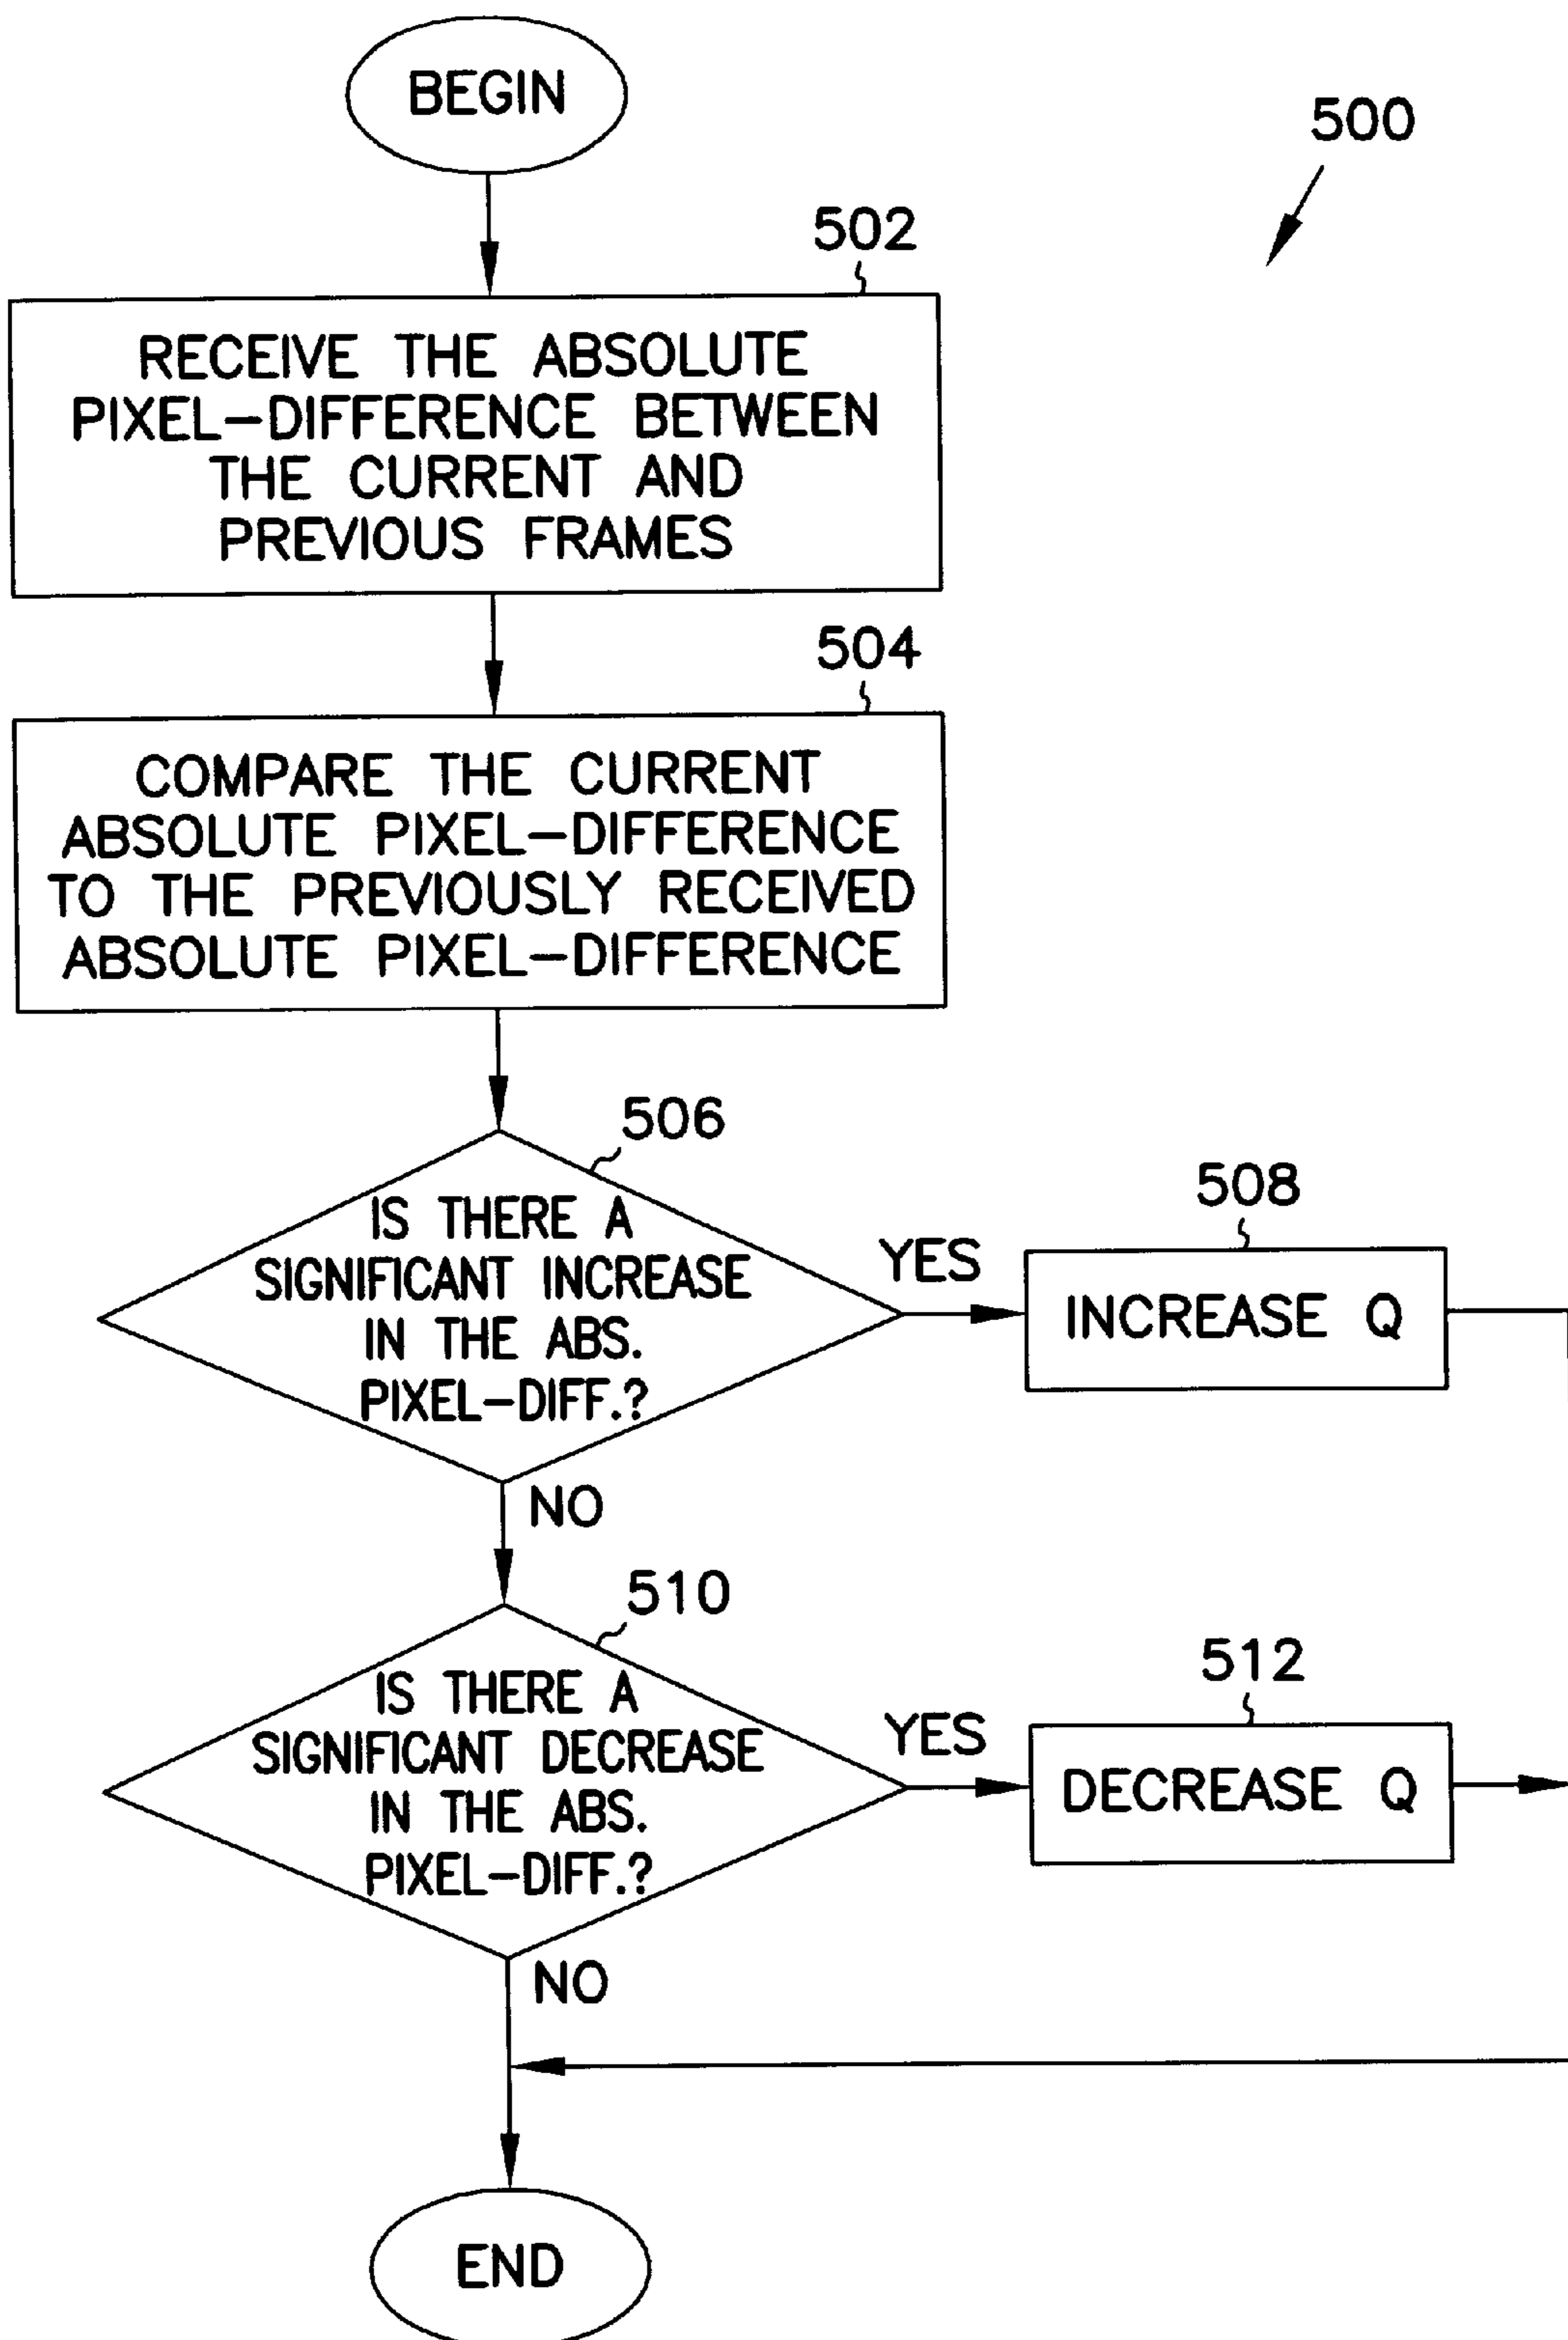 BEGIN
500
502
RECEIVE THE ABSOLUTE
PIXEL-DIFFERENCE BETWEEN
THE CURRENT AND
PREVIOUS FRAMES
504
COMPARE THE CURRENT
ABSOLUTE PIXEL-DIFFERENCE
TO THE PREVIOUSLY RECEIVED
ABSOLUTE PIXEL-DIFFERENCE
506
IS THERE A
SIGNIFICANT INCREASE
IN THE ABS.
PIXEL-DIFF.?
YES
508
INCREASE Q
NO
510
IS THERE A
SIGNIFICANT DECREASE
IN THE ABS.
PIXEL-DIFF.?
YES
512
DECREASE Q
NO
END